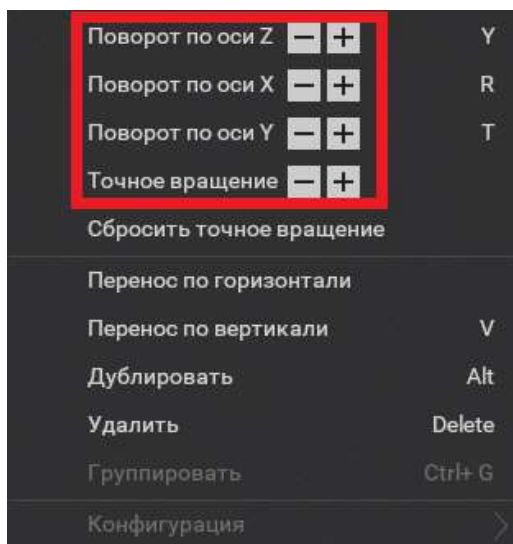 Поворот по оси Z − + Y
Поворот по оси X − + R
Поворот по оси Y − + T
Точное вращение − +
Сбросить точное вращение
Перенос по горизонтали
Перенос по вертикали V
Дублировать Alt
Удалить Delete
Группировать Ctrl+ G
Конфигурация